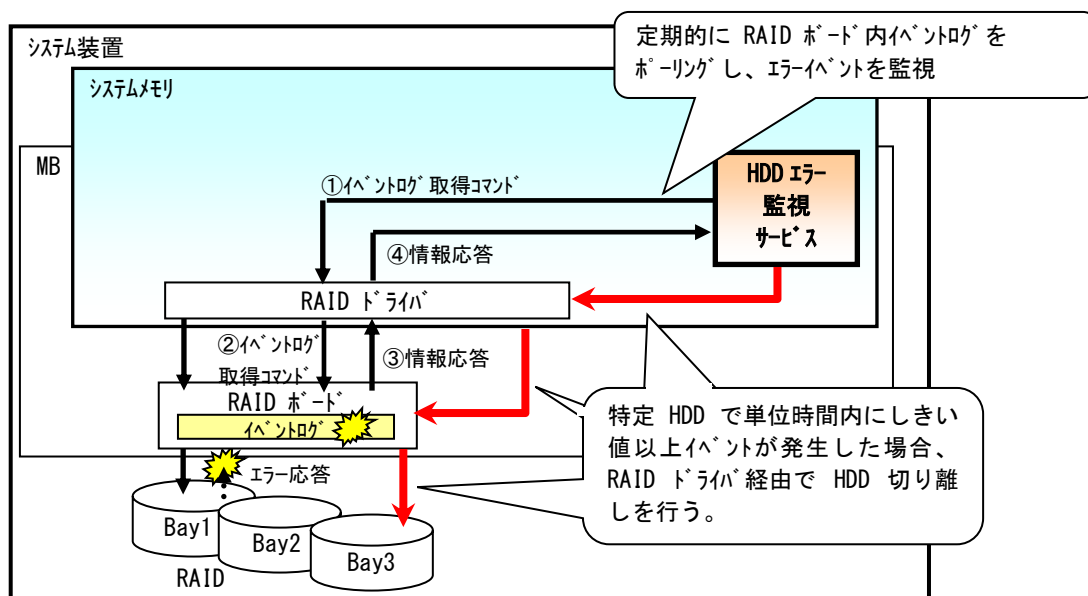 定期的に RAID ﾎﾞｰﾄﾞ内ｲﾍﾞﾝﾄﾛｸﾞを
ﾎﾟｰﾘﾝｸﾞし、ｴﾗｰｲﾍﾞﾝﾄを監視
ｼｽﾃﾑ装置
ｼｽﾃﾑﾒﾓﾘ
MB
HDD ｴﾗｰ
監視
ｻｰﾋﾞｽ
①ｲﾍﾞﾝﾄﾛｸﾞ取得ｺﾏﾝﾄﾞ
④情報応答
RAID ﾄﾞﾗｲﾊﾞ
②ｲﾍﾞﾝﾄﾛｸﾞ
取得ｺﾏﾝﾄﾞ
③情報応答
RAID ﾎﾞｰﾄﾞ
ｲﾍﾞﾝﾄﾛｸﾞ
特定 HDD で単位時間内にしきい
値以上ｲﾍﾞﾝﾄが発生した場合、
RAID ﾄﾞﾗｲﾊﾞ経由で HDD 切り離
しを行う。
ｴﾗｰ応答
Bay1
Bay2
Bay3
RAID